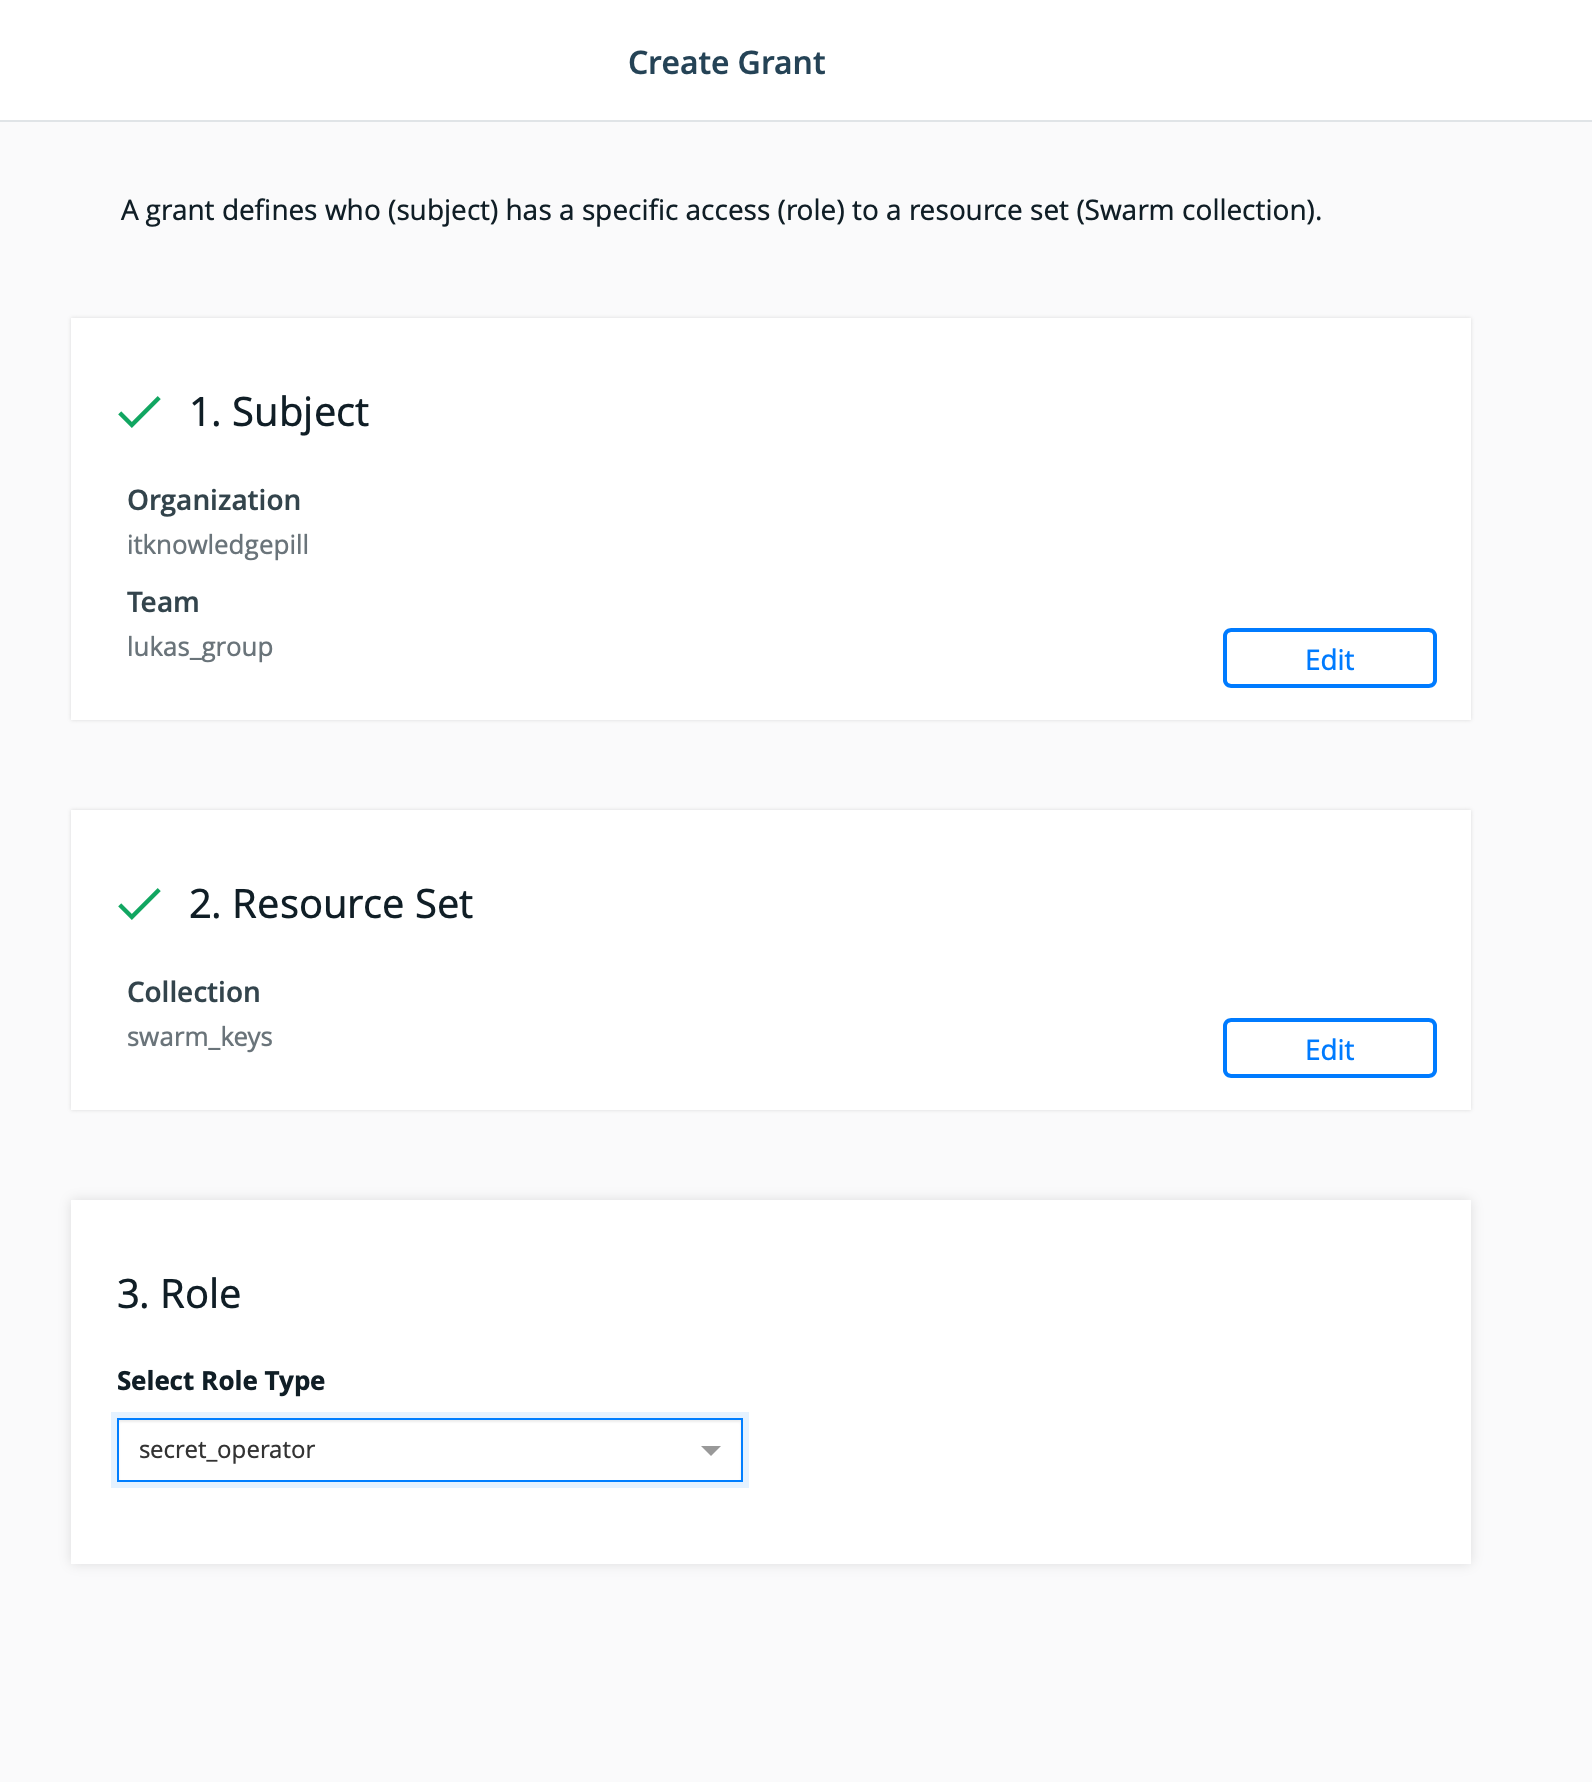 Create Grant
A grant defines who (subject) has a specific access (role) to a resource set (Swarm collection).
1. Subject
Organization
itknowledgepill
Team
lukas_group
Edit
2. Resource Set
Collection
swarm_keys
Edit
3. Role
Select Role Type
secret_operator